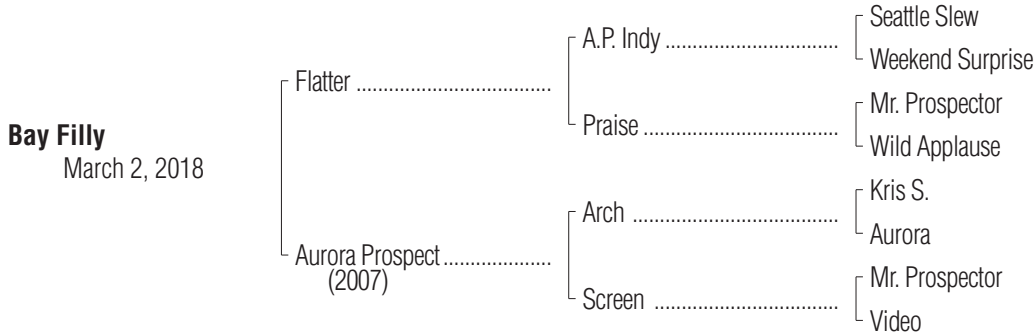 Seattle Slew
A.P. Indy ........................................
Weekend Surprise
Flatter .............................................
Mr. Prospector
Praise .............................................
Wild Applause
Bay Filly
March 2, 2018
Kris S.
Arch ...............................................
Aurora
Aurora Prospect .........................
(2007)
Mr. Prospector
Screen ...........................................
Video